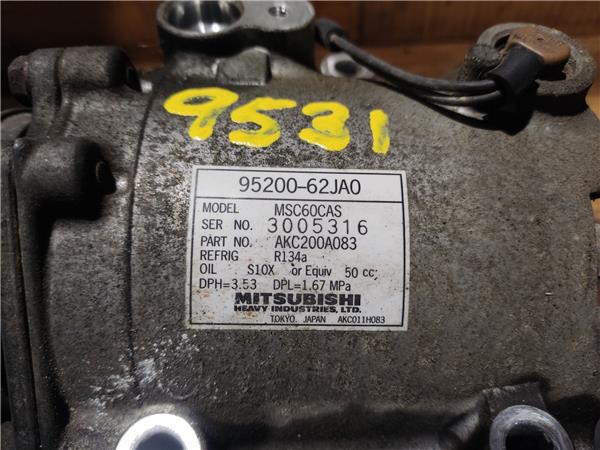 9531
95200-62JA0
MODEL MSC60CAS
SER NO. 3005316
PART NO. AKC200A083
REFRIG R134a
OIL S10X or Equiv 50 cc
DPH=3.53 DPL=1.67 MPa
MITSUBISHI
HEAVY INDUSTRIES, LTD.
TOKYO. JAPAN AKC011H083